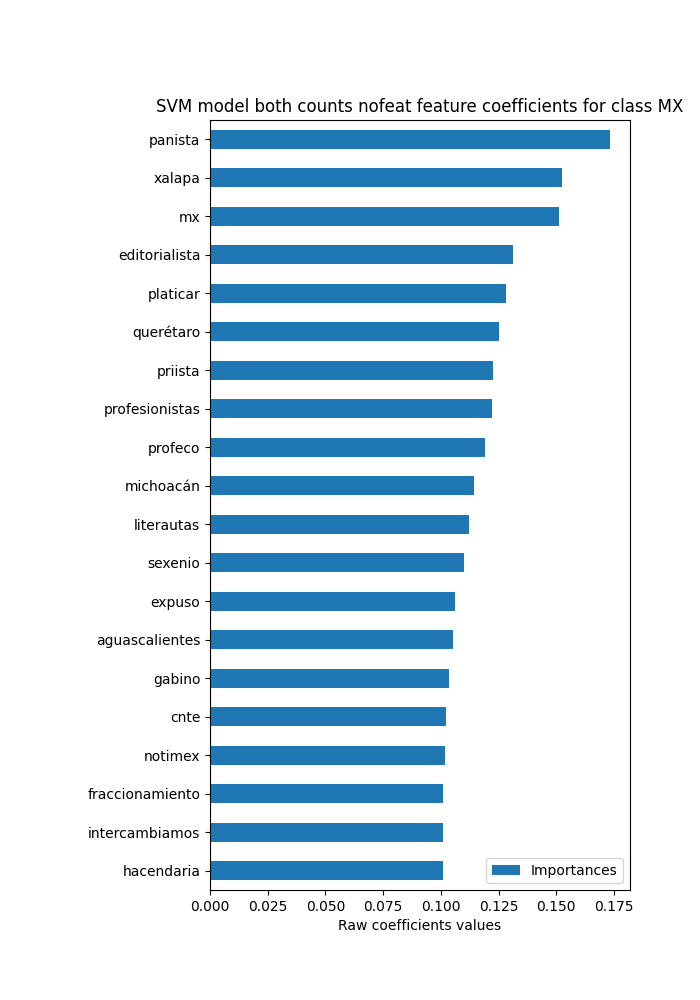 SVM model both counts nofeat feature coefficients for class MX
panista
xalapa
mx
editorialista
platicar
querétaro
priista
profesionistas
profeco
michoacán
literautas
sexenio
expuso
aguascalientes
gabino
cnte
notimex
fraccionamiento
intercambiamos
hacendaria
Importances
0.000 0.025 0.050 0.075 0.100 0.125 0.150 0.175
Raw coefficients values